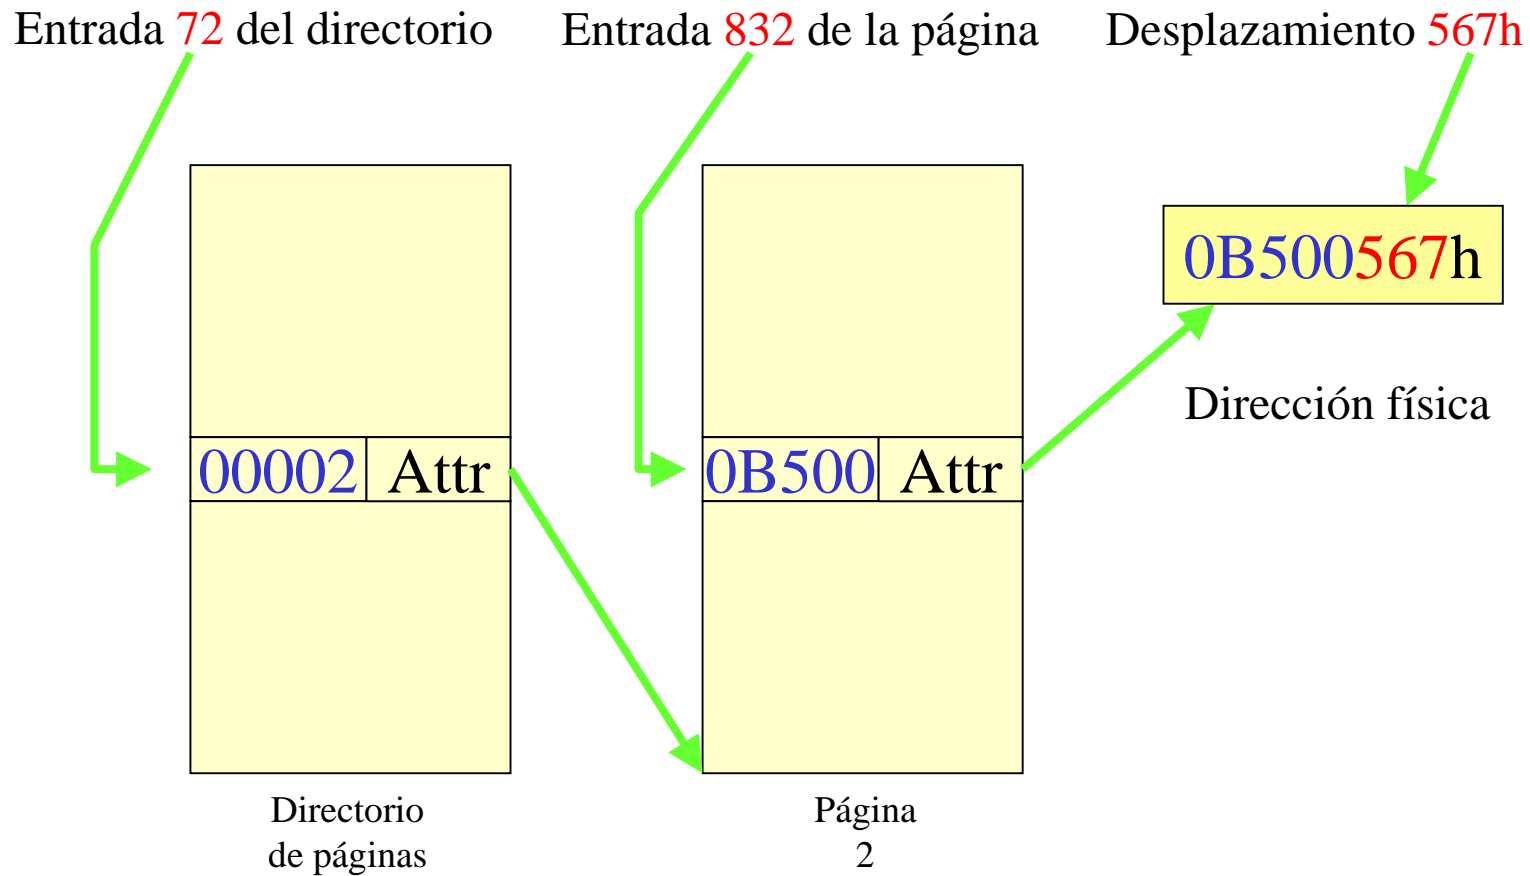 Entrada 72 del directorio
Entrada 832 de la página
Desplazamiento 567h
0B500567h
Dirección física
00002 Attr
0B500 Attr
Directorio
de páginas
Página
2